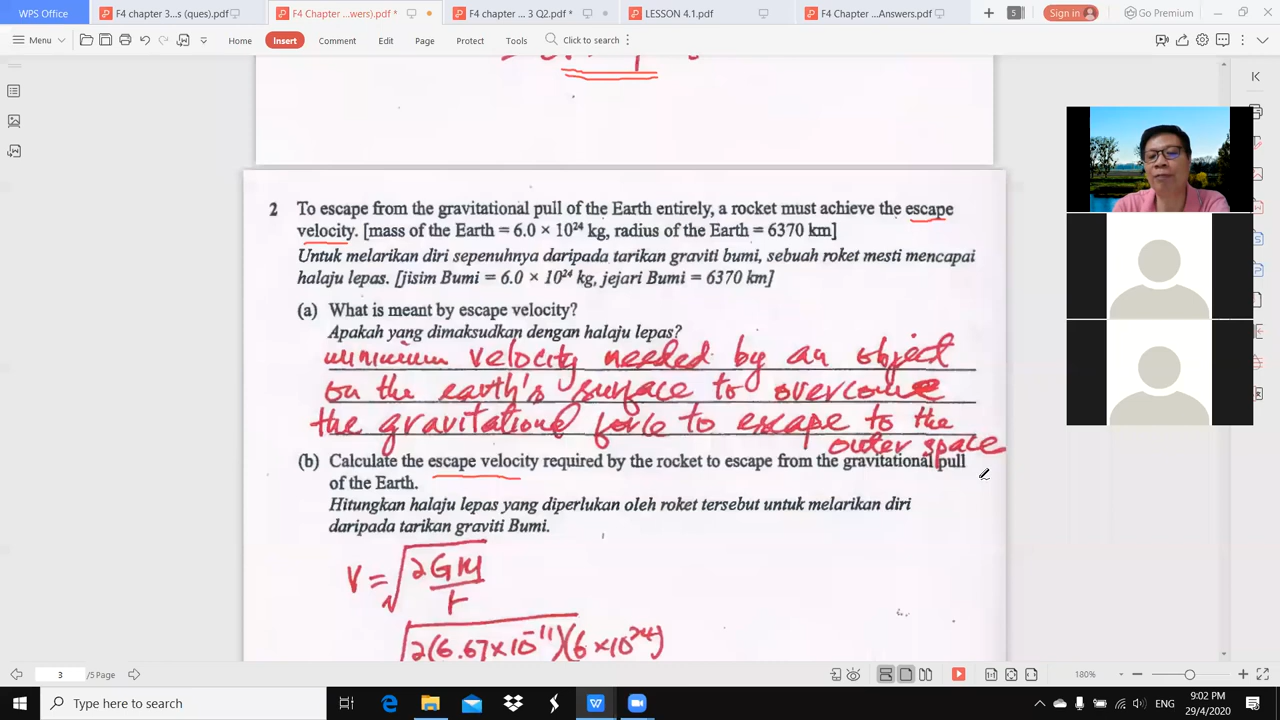 WPS Office
F4 chapter 3...s (ques).pdf
F4 Chapter ...wers).pdf *
F4 Chapter ... 3 Q2.pdf *
LESSON 4.1.pdf
F4 Chapter ...Answers.pdf
S
Sign in
Go Premium
Menu
Home
Insert
Comment
Edit
Page
Protect
Tools
Click to search
2 To escape from the gravitational pull of the Earth entirely, a rocket must achieve the escape
velocity. [mass of the Earth = 6.0 × 10²⁴ kg, radius of the Earth = 6370 km]
Untuk melarikan diri sepenuhnya daripada tarikan graviti bumi, sebuah roket mesti mencapai
halaju lepas. [jisim Bumi = 6.0 × 10²⁴ kg, jejari Bumi = 6370 km]
(a) What is meant by escape velocity?
Apakah yang dimaksudkan dengan halaju lepas?
minimum velocity needed by an object
on the earth's surface to overcome
the gravitational force to escape to the
outer space
(b) Calculate the escape velocity required by the rocket to escape from the gravitational pull
of the Earth.
Hitungkan halaju lepas yang diperlukan oleh roket tersebut untuk melarikan diri
daripada tarikan graviti Bumi.
v = √(2GM/r)
√2(6.67×10⁻¹¹)(6×10²⁴)
3 /5 Page
180%
Type here to search
ENG
9:02 PM
29/4/2020